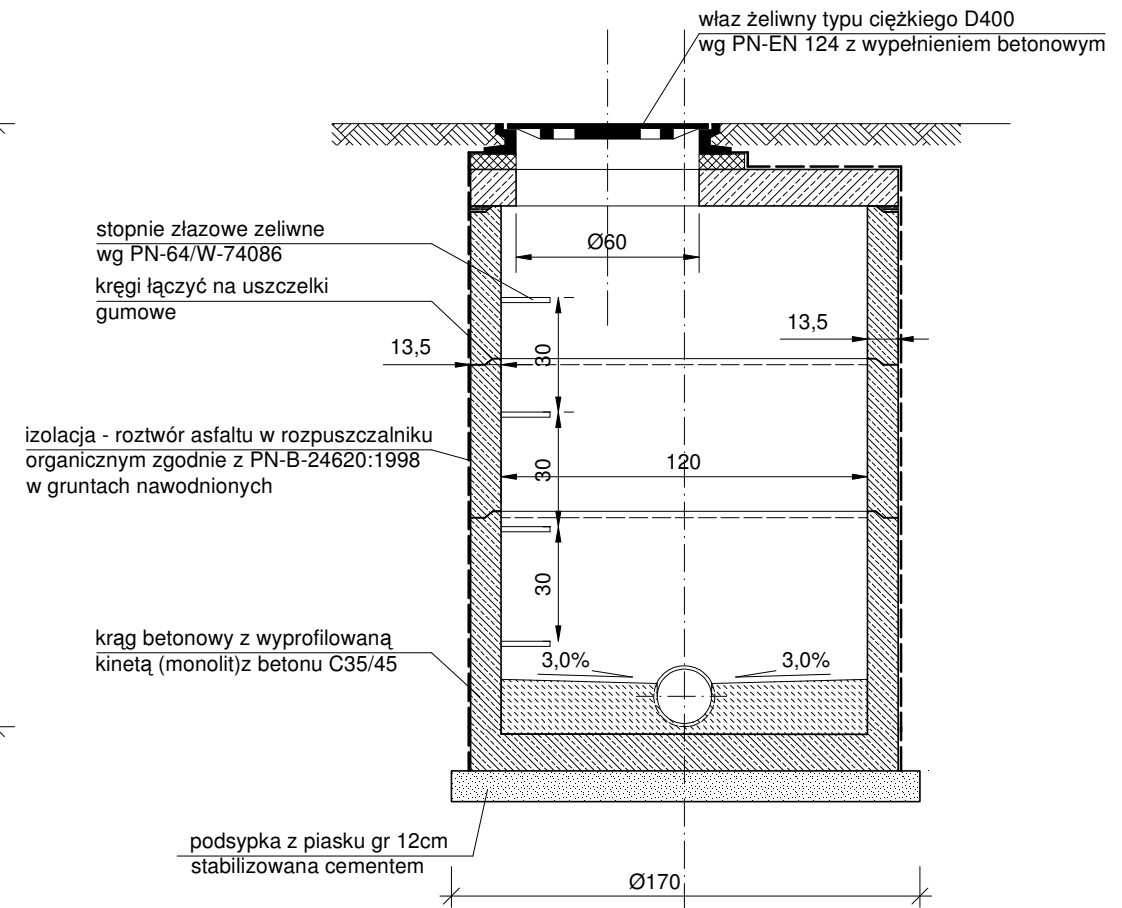 właz żeliwny typu ciężkiego D400
wg PN-EN 124 z wypełnieniem betonowym
stopnie złazowe zeliwne
wg PN-64/W-74086
kręgi łączyć na uszczelki
gumowe
Ø60
13,5
13,5
30
izolacja - roztwór asfaltu w rozpuszczalniku
organicznym zgodnie z PN-B-24620:1998
w gruntach nawodnionych
120
30
30
krąg betonowy z wyprofilowaną
kinetą (monolit)z betonu C35/45
3,0%
3,0%
podsypka z piasku gr 12cm
stabilizowana cementem
Ø170